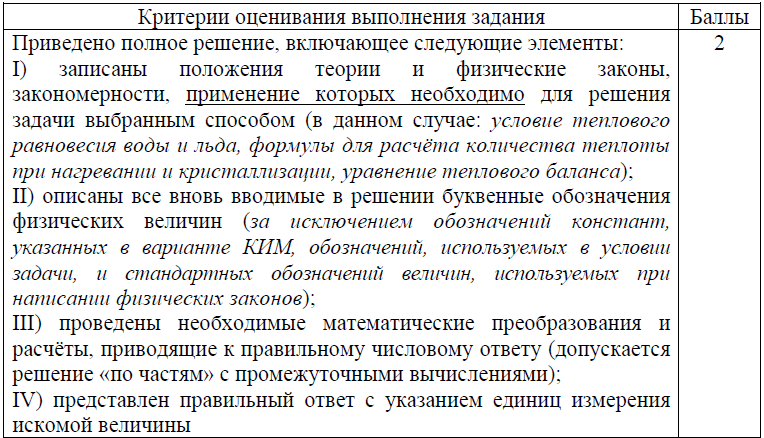 Критерии оценивания выполнения задания Баллы
Приведено полное решение, включающее следующие элементы: 2
I) записаны положения теории и физические законы,
закономерности, применение которых необходимо для решения
задачи выбранным способом (в данном случае: условие теплового
равновесия воды и льда, формулы для расчёта количества теплоты
при нагревании и кристаллизации, уравнение теплового баланса);
II) описаны все вновь вводимые в решении буквенные обозначения
физических величин (за исключением обозначений констант,
указанных в варианте КИМ, обозначений, используемых в условии
задачи, и стандартных обозначений величин, используемых при
написании физических законов);
III) проведены необходимые математические преобразования и
расчёты, приводящие к правильному числовому ответу (допускается
решение «по частям» с промежуточными вычислениями);
IV) представлен правильный ответ с указанием единиц измерения
искомой величины